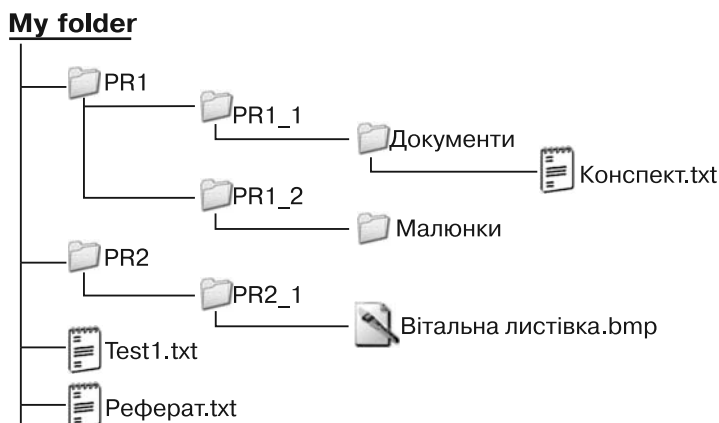 My folder
PR1
PR1_1
Документи
Конспект.txt
PR1_2
Малюнки
PR2
PR2_1
Вітальна листівка.bmp
Test1.txt
Реферат.txt